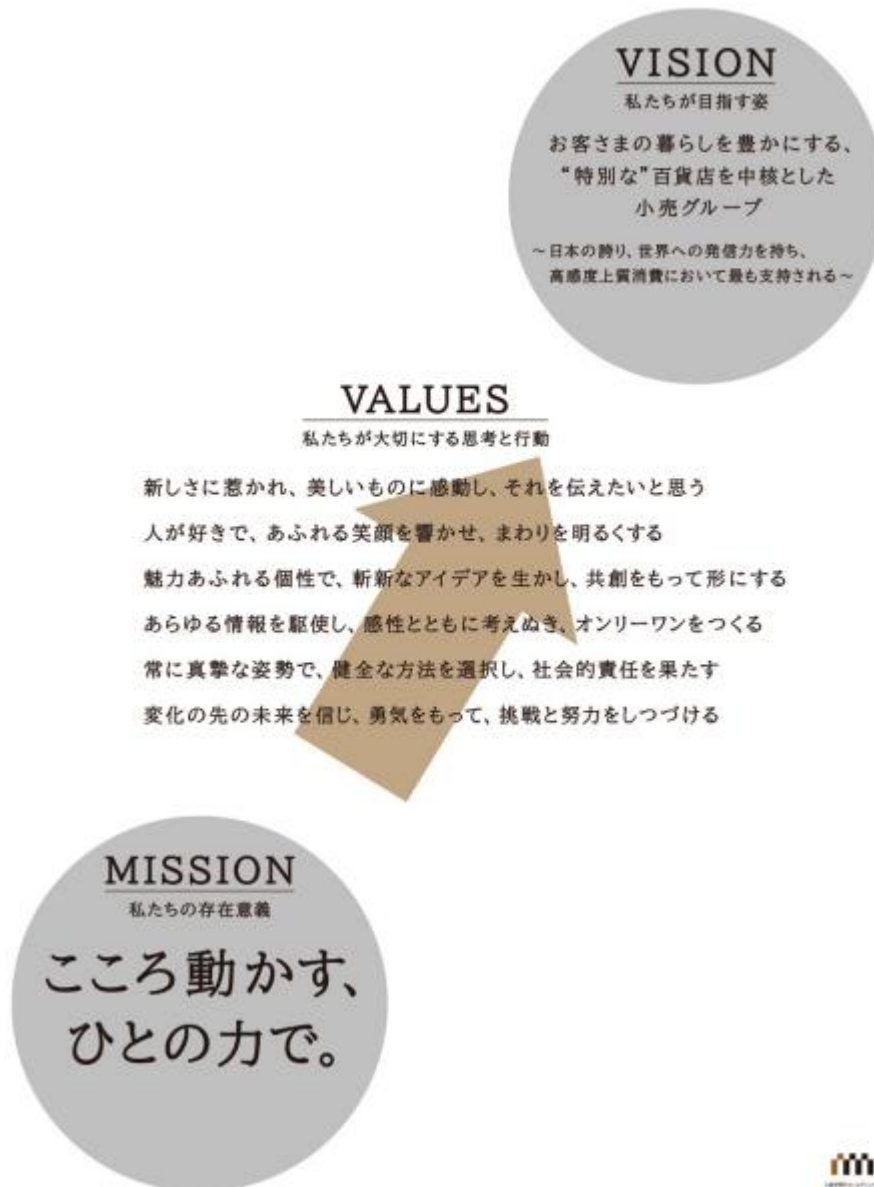 VISION
私たちが目指す姿
お客さまの暮らしを豊かにする、
“特別な”百貨店を中核とした
小売グループ
～日本の誇り、世界への発信力を持ち、
高感度上質消費において最も支持される～
VALUES
私たちが大切にする思考と行動
新しさに惹かれ、美しいものに感動し、それを伝えたいと思う
人が好きで、あふれる笑顔を響かせ、まわりを明るくする
魅力あふれる個性で、斬新なアイデアを生かし、共創をもって形にする
あらゆる情報を駆使し、感性とともに考えぬき、オンリーワンをつくる
常に真摯な姿勢で、健全な方法を選択し、社会的責任を果たす
変化の先の未来を信じ、勇気をもって、挑戦と努力をしつづける
MISSION
私たちの存在意義
こころ動かす、
ひとの力で。